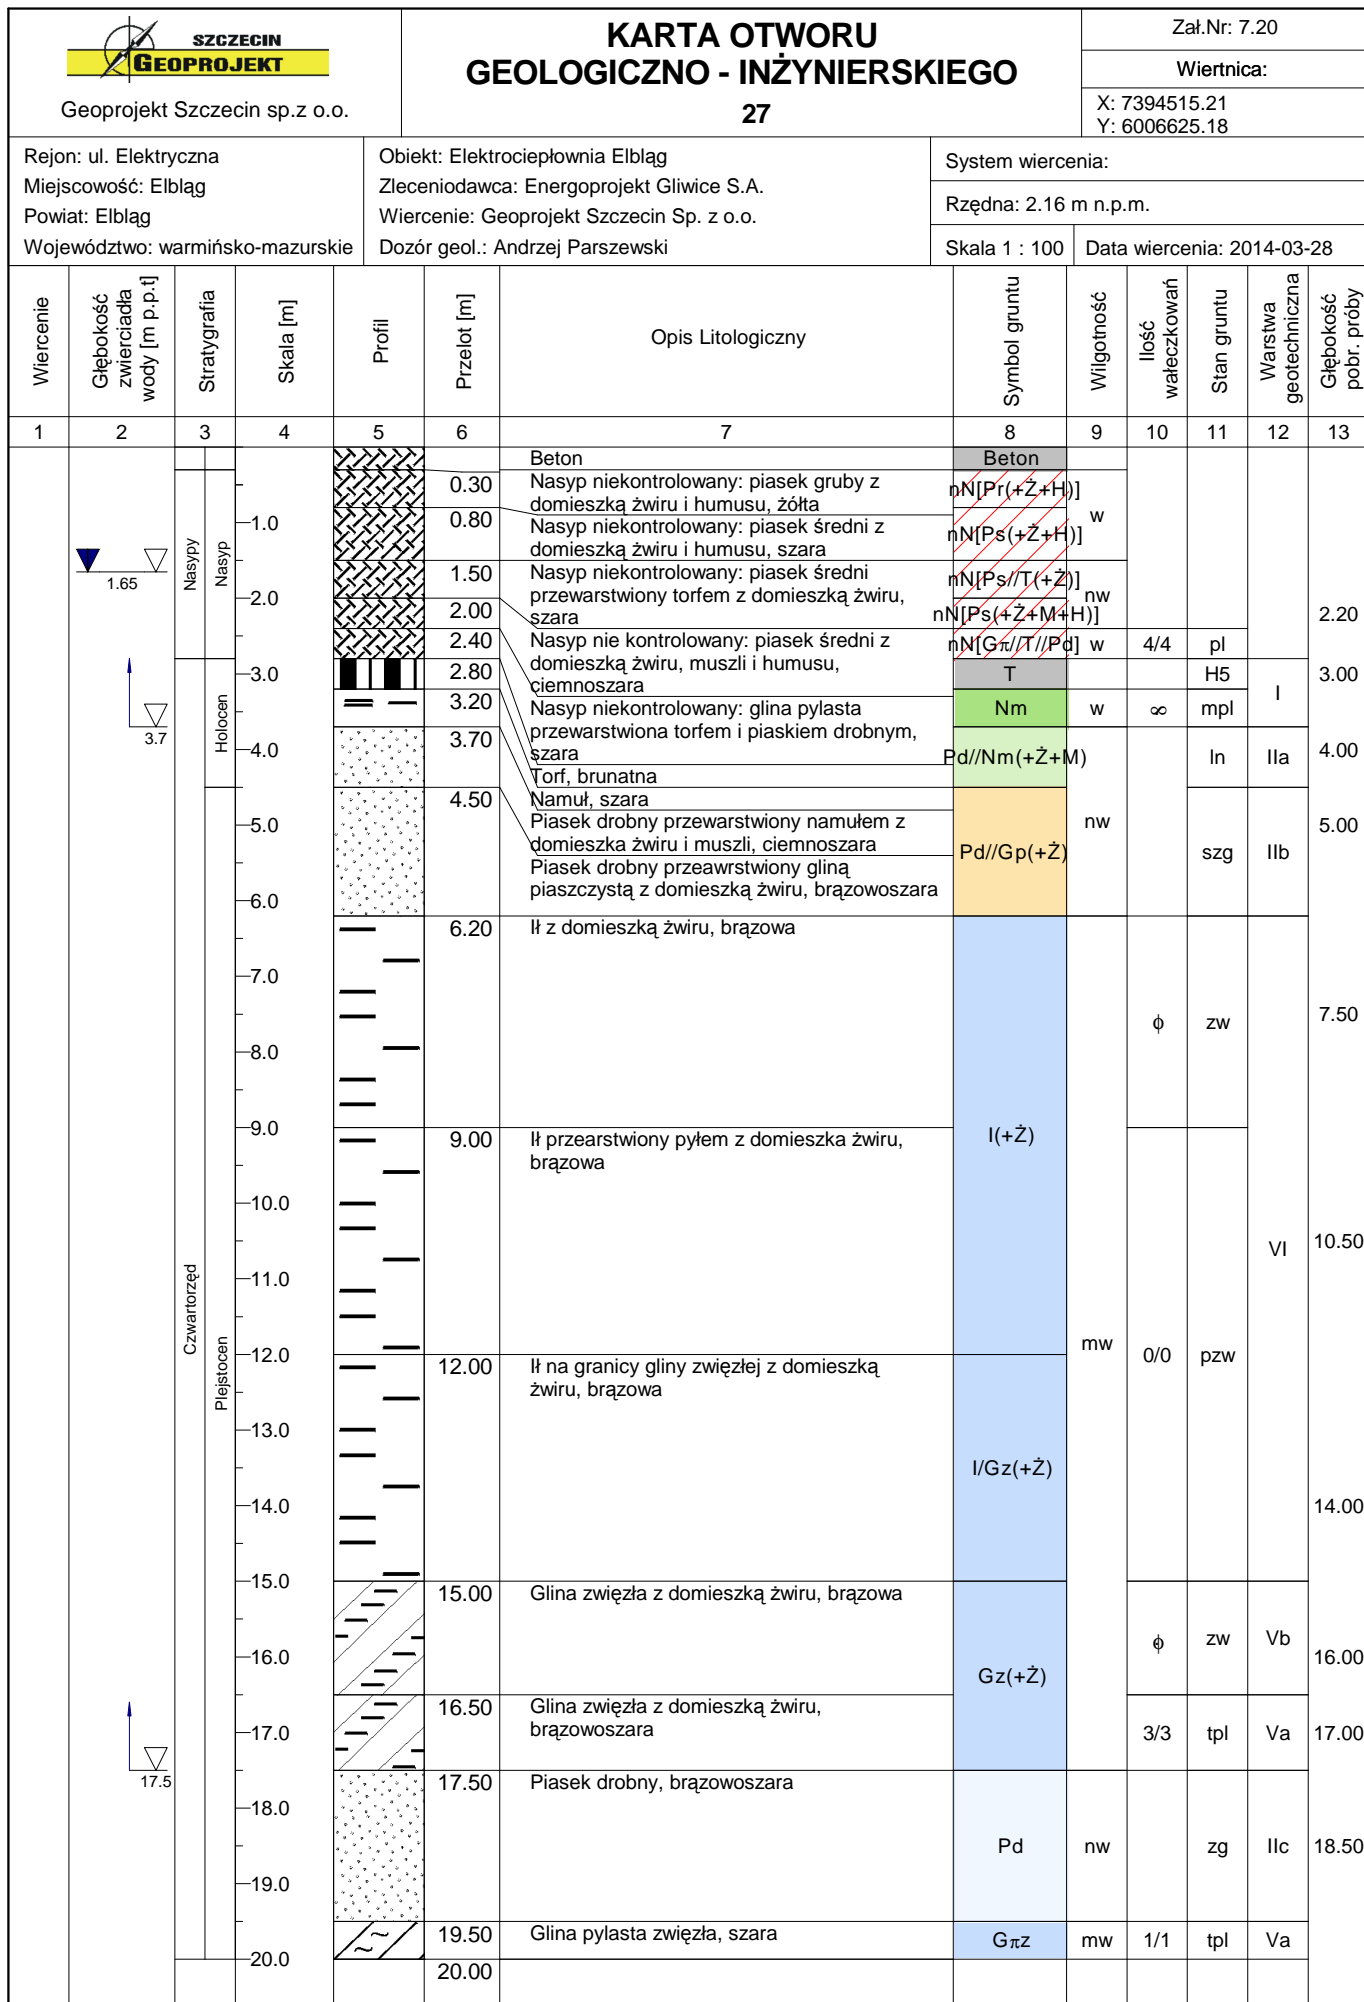 SZCZECIN
GEOPROJEKT
Geoprojekt Szczecin sp.z o.o.
KARTA OTWORU
GEOLOGICZNO - INŻYNIERSKIEGO
27
Zał.Nr: 7.20
Wiertnica:
X: 7394515.21
Y: 6006625.18
Rejon: ul. Elektryczna
Miejscowość: Elbląg
Powiat: Elbląg
Województwo: warmińsko-mazurskie
Obiekt: Elektrociepłownia Elbląg
Zleceniodawca: Energoprojekt Gliwice S.A.
Wiercenie: Geoprojekt Szczecin Sp. z o.o.
Dozór geol.: Andrzej Parszewski
System wiercenia:
Rzędna: 2.16 m n.p.m.
Skala 1 : 100
Data wiercenia: 2014-03-28
Wiercenie
Głębokość
zwierciadła
wody [m p.p.t]
Stratygrafia
Skala [m]
Profil
Przelot [m]
Opis Litologiczny
Symbol gruntu
Wilgotność
Ilość
wałeczkowań
Stan gruntu
Warstwa
geotechniczna
Głębokość
pobr. próby
1 2 3 4 5 6 7 8 9 10 11 12 13
1.65
3.7
17.5
Nasypy
Czwartorzęd
Nasyp
Holocen
Plejstocen
1.0
2.0
3.0
4.0
5.0
6.0
7.0
8.0
9.0
10.0
11.0
12.0
13.0
14.0
15.0
16.0
17.0
18.0
19.0
20.0
0.30
0.80
1.50
2.00
2.40
2.80
3.20
3.70
4.50
6.20
9.00
12.00
15.00
16.50
17.50
19.50
20.00
Beton
Nasyp niekontrolowany: piasek gruby z
domieszką żwiru i humusu, żółta
Nasyp niekontrolowany: piasek średni z
domieszką żwiru i humusu, szara
Nasyp niekontrolowany: piasek średni
przewarstwiony torfem z domieszką żwiru,
szara
Nasyp nie kontrolowany: piasek średni z
domieszką żwiru, muszli i humusu,
ciemnoszara
Nasyp niekontrolowany: glina pylasta
przewarstwiona torfem i piaskiem drobnym,
szara
Torf, brunatna
Namuł, szara
Piasek drobny przewarstwiony namułem z
domieszka żwiru i muszli, ciemnoszara
Piasek drobny przeawrstwiony gliną
piaszczystą z domieszką żwiru, brązowoszara
Ił z domieszką żwiru, brązowa
Ił przearstwiony pyłem z domieszka żwiru,
brązowa
Ił na granicy gliny zwięzłej z domieszką
żwiru, brązowa
Glina zwięzła z domieszką żwiru, brązowa
Glina zwięzła z domieszką żwiru,
brązowoszara
Piasek drobny, brązowoszara
Glina pylasta zwięzła, szara
Beton
nN[Pr(+Ż+H)]
nN[Ps(+Ż+H)]
nN[Ps//T(+Ż)]
nN[Ps(+Ż+M+H)]
nN[Gπ//T//Pd]
T
Nm
Pd//Nm(+Ż+M)
Pd//Gp(+Ż)
I(+Ż)
I/Gz(+Ż)
Gz(+Ż)
Pd
Gπz
w
nw
w
w
nw
mw
nw
mw
4/4
∞
ϕ
0/0
ϕ
3/3
1/1
pl
H5
mpl
ln
szg
zw
pzw
zw
tpl
zg
tpl
I
IIa
IIb
VI
Vb
Va
IIc
Va
2.20
3.00
4.00
5.00
7.50
10.50
14.00
16.00
17.00
18.50